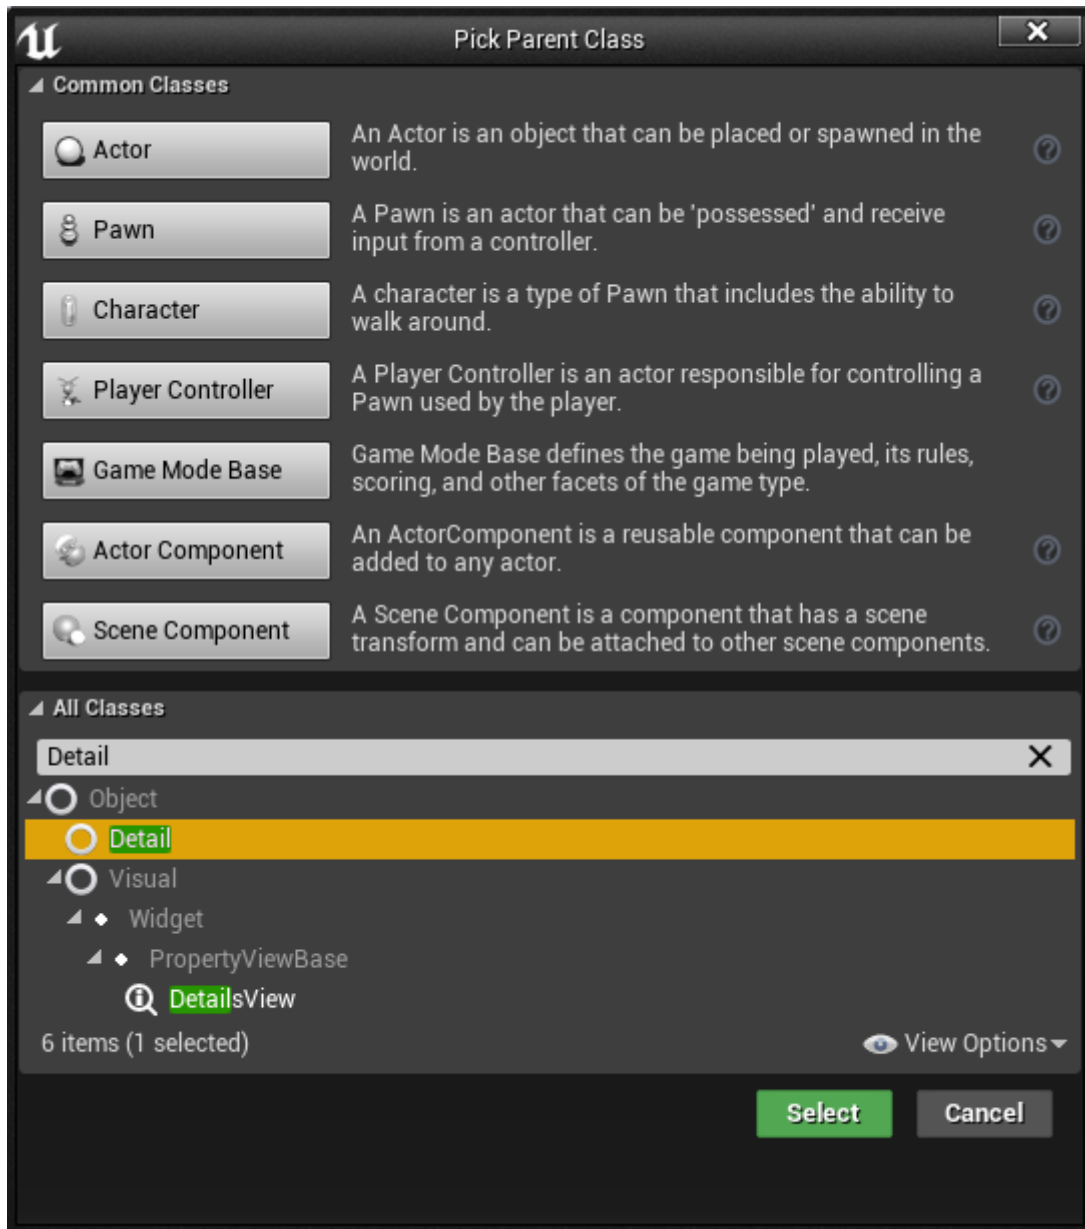 Pick Parent Class
Common Classes
Actor
An Actor is an object that can be placed or spawned in the
world.
Pawn
A Pawn is an actor that can be 'possessed' and receive
input from a controller.
Character
A character is a type of Pawn that includes the ability to
walk around.
Player Controller
A Player Controller is an actor responsible for controlling a
Pawn used by the player.
Game Mode Base
Game Mode Base defines the game being played, its rules,
scoring, and other facets of the game type.
Actor Component
An ActorComponent is a reusable component that can be
added to any actor.
Scene Component
A Scene Component is a component that has a scene
transform and can be attached to other scene components.
All Classes
Detail
Object
Detail
Visual
Widget
PropertyViewBase
DetailsView
6 items (1 selected)
View Options
Select
Cancel